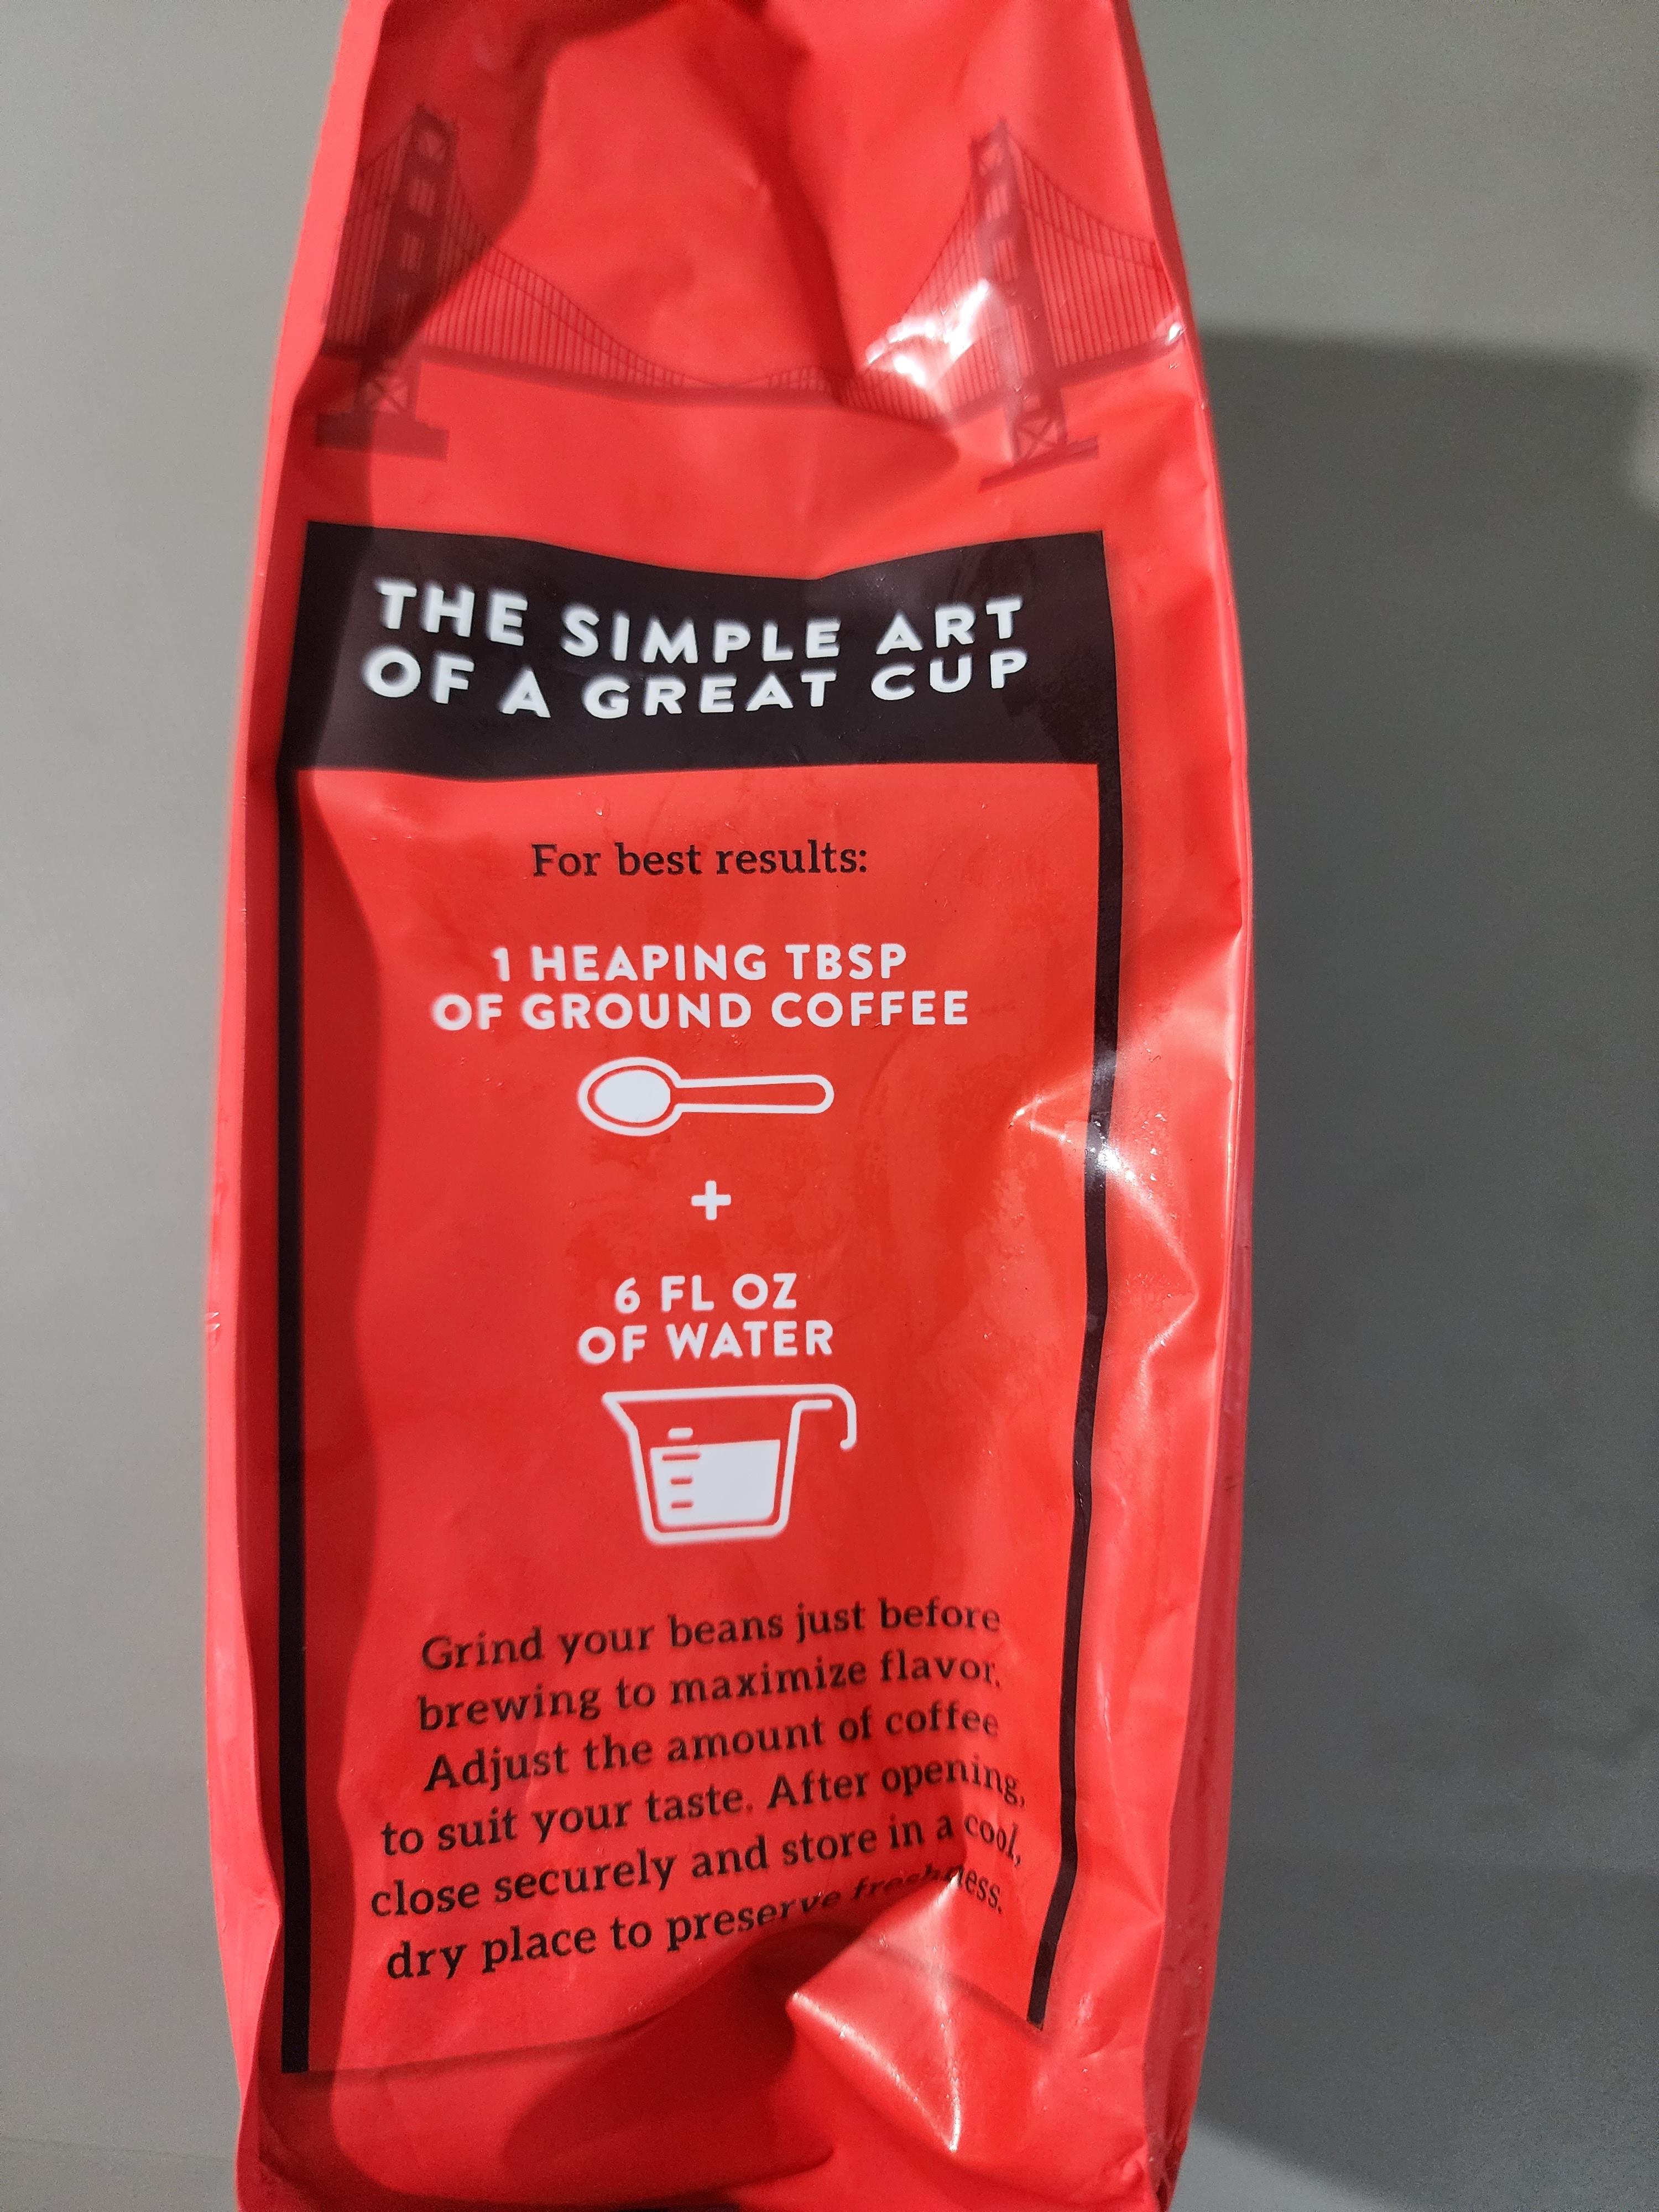 THE SIMPLE ART
OF A GREAT CUP
For best results:
1 HEAPING TBSP
OF GROUND COFFEE
+
6 FL OZ
OF WATER
Grind your beans just before
brewing to maximize flavor.
Adjust the amount of coffee
to suit your taste. After opening,
close securely and store in a cool,
dry place to preserve freshness.